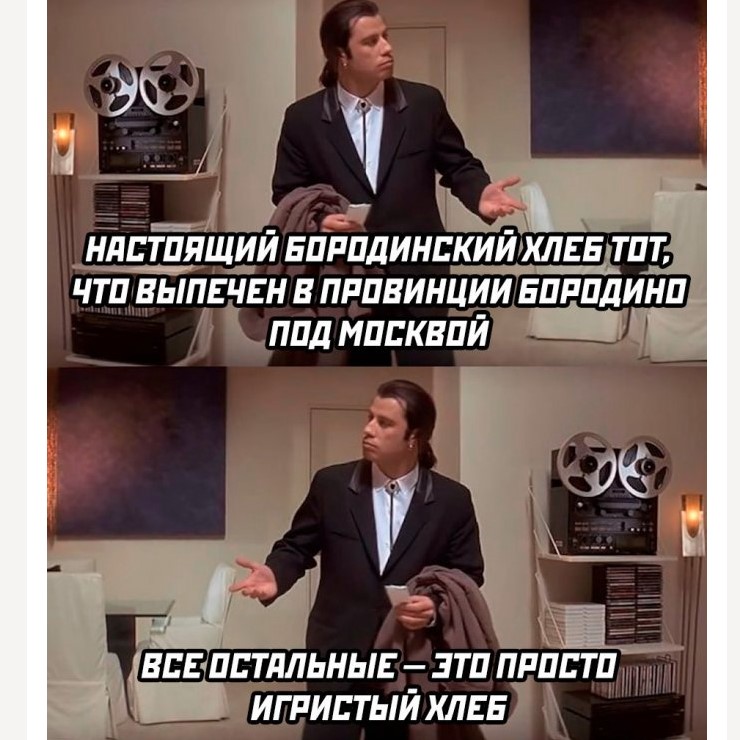 НАСТОЯЩИЙ БОРОДИНСКИЙ ХЛЕБ ТОТ,
ЧТО ВЫПЕЧЕН В ПРОВИНЦИИ БОРОДИНО
ПОД МОСКВОЙ
ВСЕ ОСТАЛЬНЫЕ – ЭТО ПРОСТО
ИГРИСТЫЙ ХЛЕБ